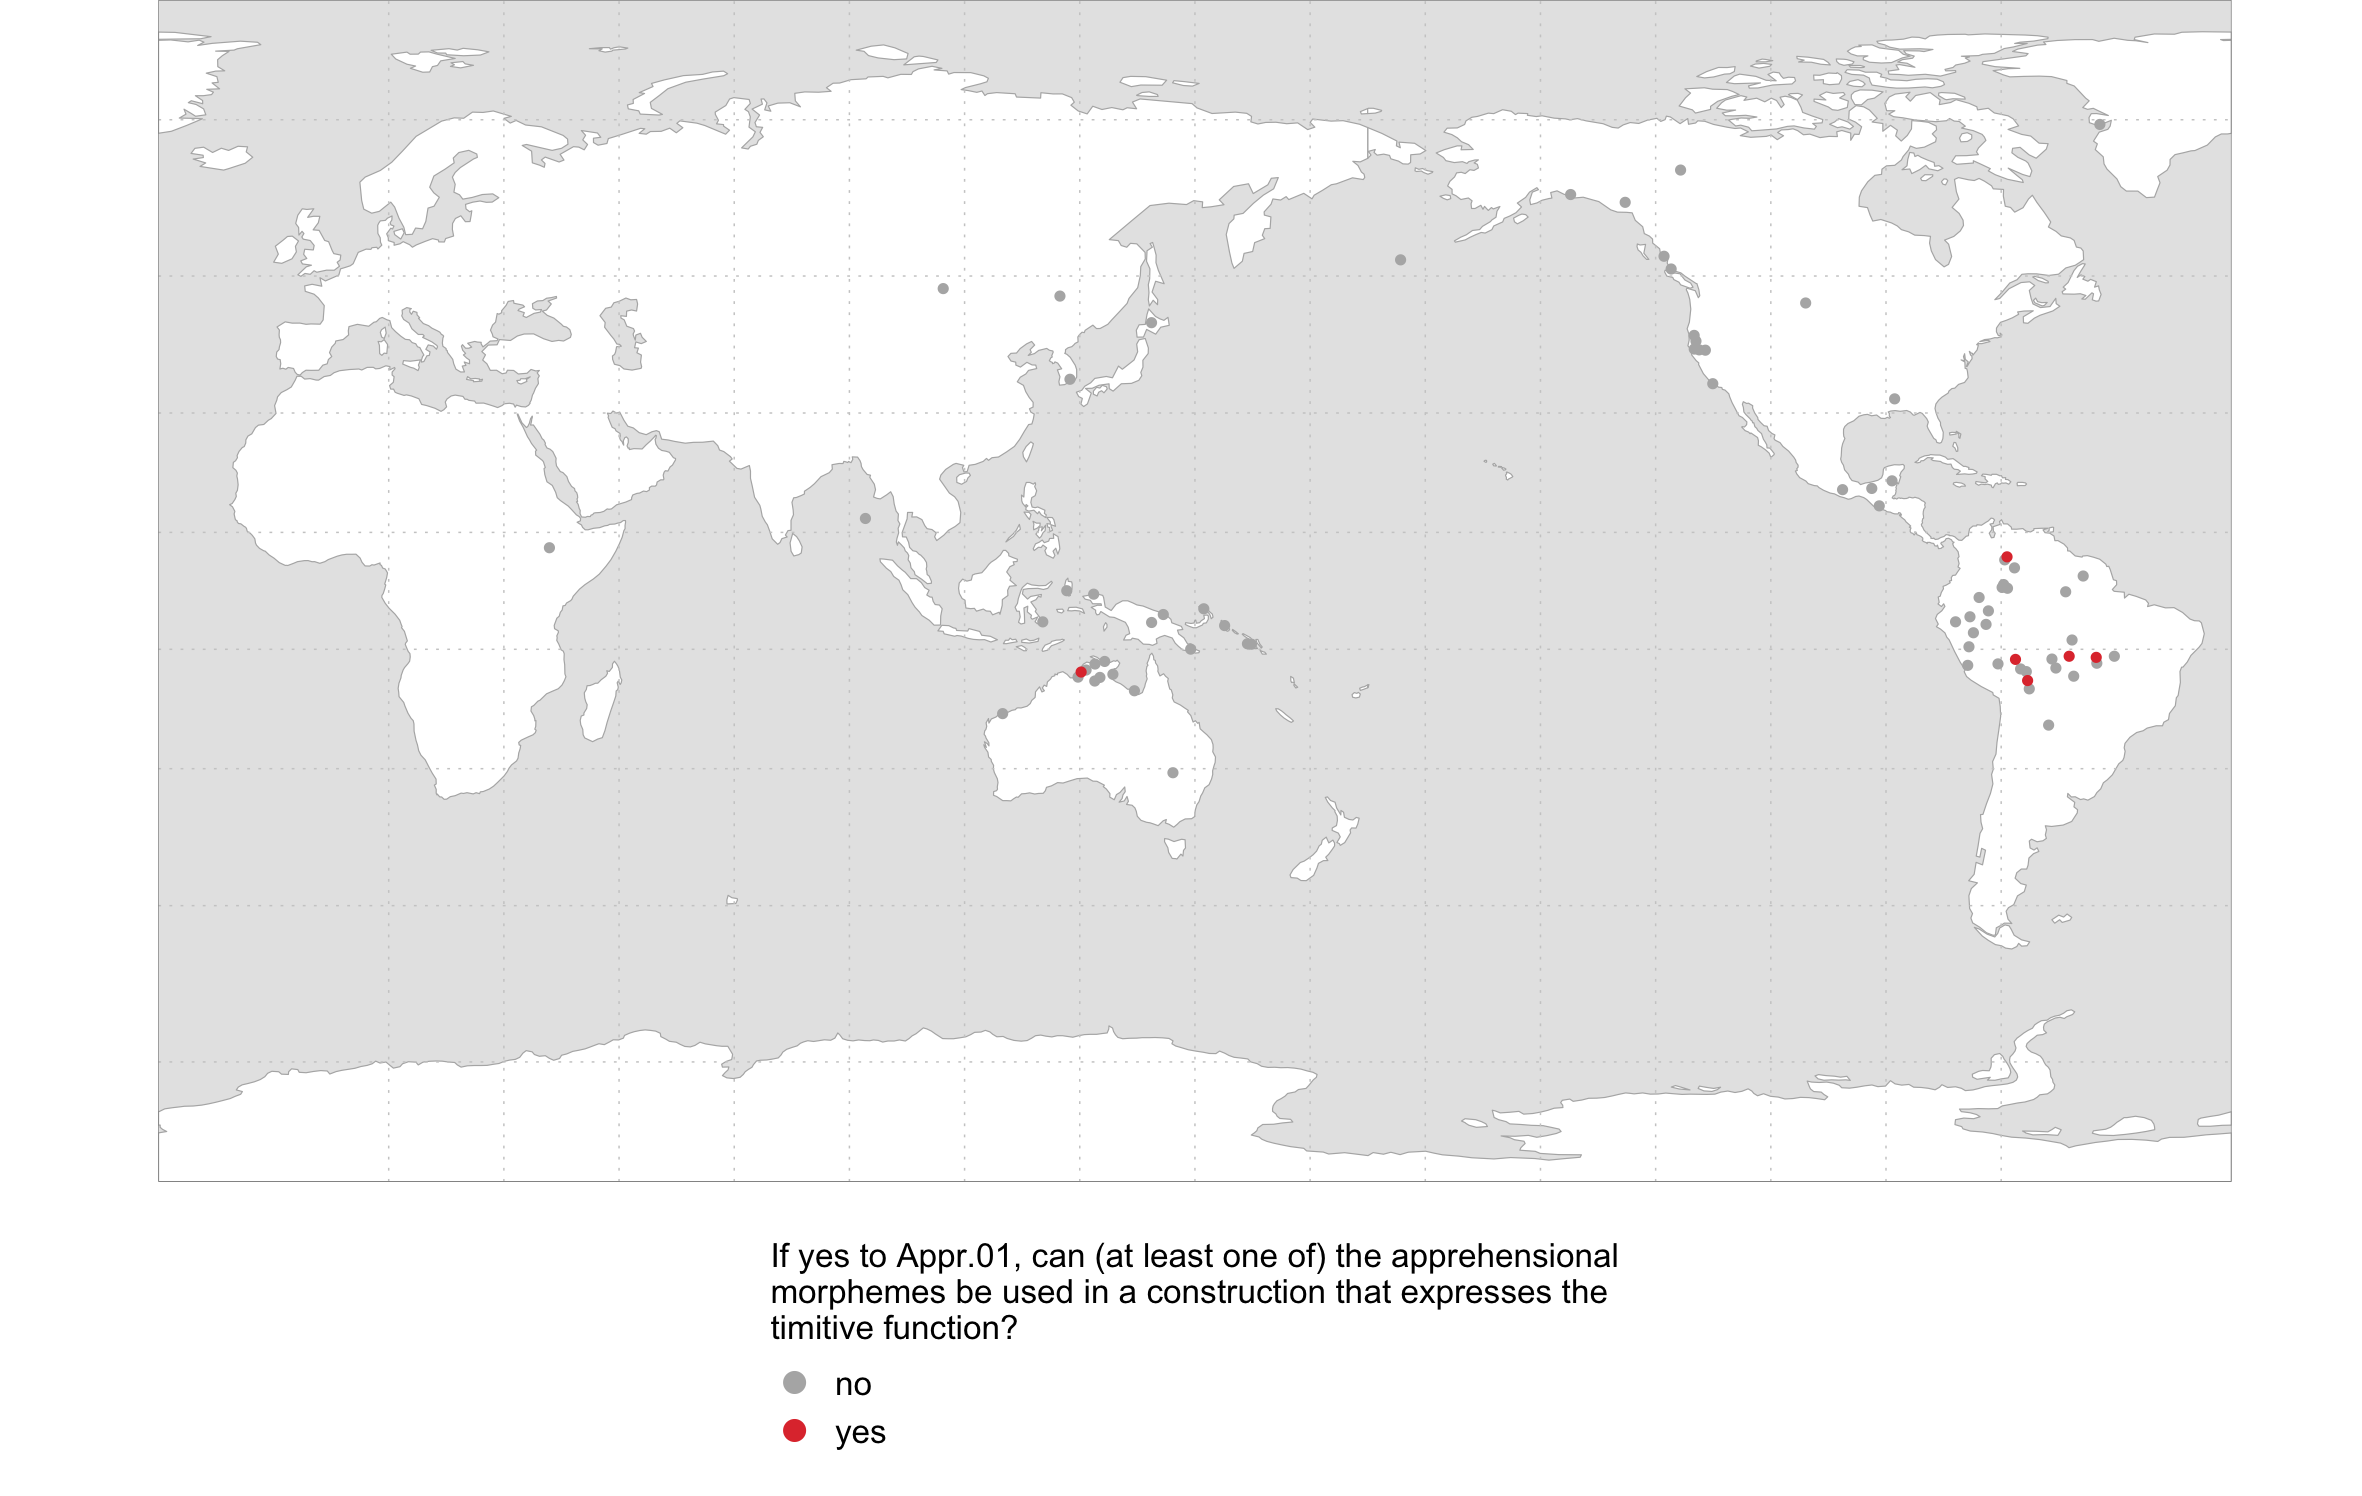 If yes to Appr.01, can (at least one of) the apprehensional
morphemes be used in a construction that expresses the
timitive function?
no
yes